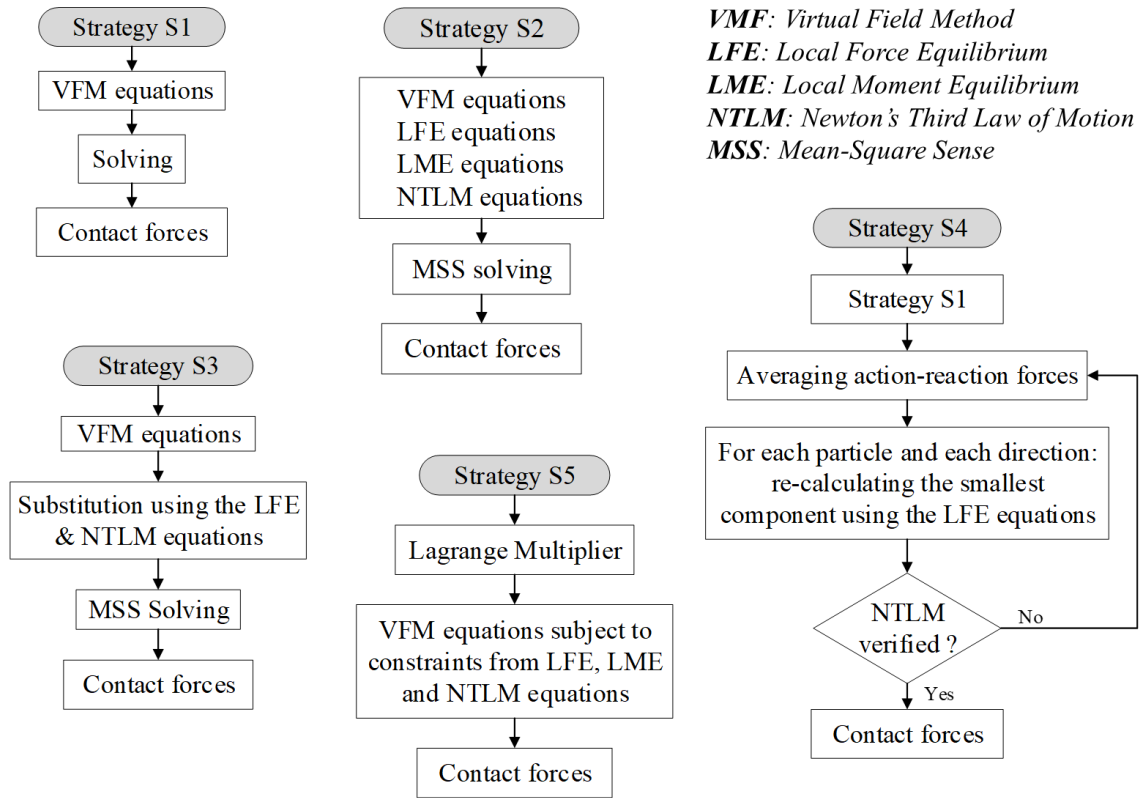 Strategy S1
VFM equations
Solving
Contact forces
Strategy S2
VFM equations
LFE equations
LME equations
NTLM equations
MSS solving
Contact forces
VMF: Virtual Field Method
LFE: Local Force Equilibrium
LME: Local Moment Equilibrium
NTLM: Newton's Third Law of Motion
MSS: Mean-Square Sense
Strategy S3
VFM equations
Substitution using the LFE
& NTLM equations
MSS Solving
Contact forces
Strategy S5
Lagrange Multiplier
VFM equations subject to
constraints from LFE, LME
and NTLM equations
Contact forces
Strategy S4
Strategy S1
Averaging action-reaction forces
For each particle and each direction:
re-calculating the smallest
component using the LFE equations
NTLM
verified ?
No
Yes
Contact forces